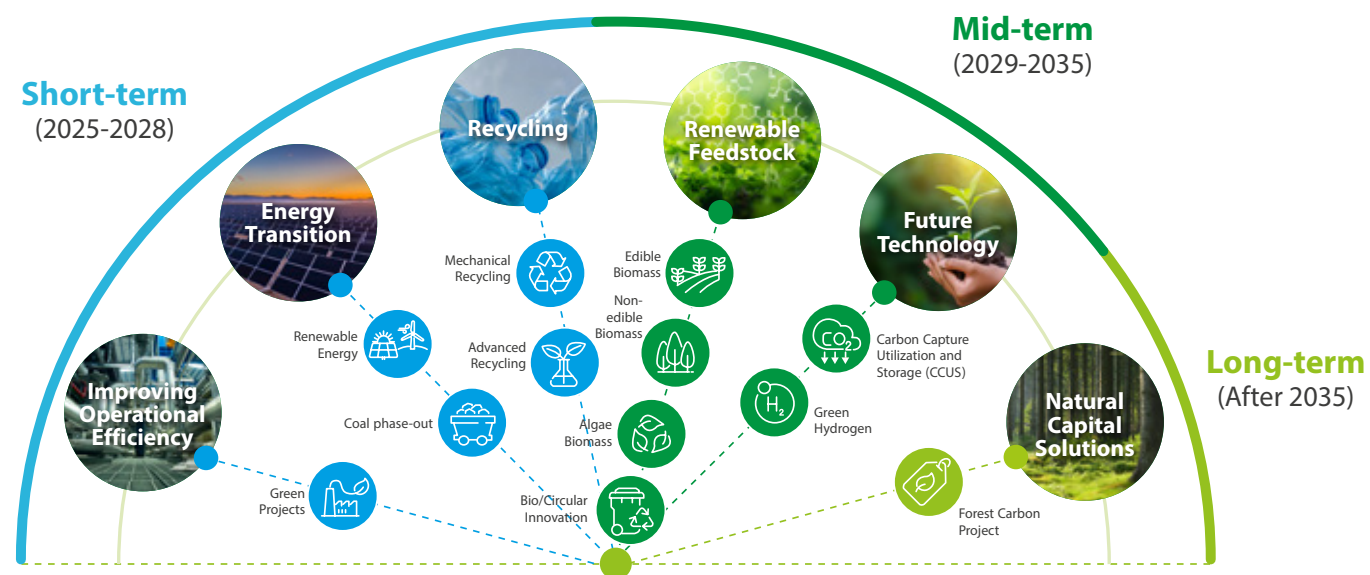 Short-term
(2025-2028)
Mid-term
(2029-2035)
Long-term
(After 2035)
Improving
Operational
Efficiency
Green
Projects
Energy
Transition
Renewable
Energy
Coal phase-out
Recycling
Mechanical
Recycling
Advanced
Recycling
Renewable
Feedstock
Edible
Biomass
Non-
edible
Biomass
Algae
Biomass
Bio/Circular
Innovation
Future
Technology
CO2
Carbon Capture
Utilization and
Storage (CCUS)
H2
Green
Hydrogen
Natural
Capital
Solutions
Forest Carbon
Project